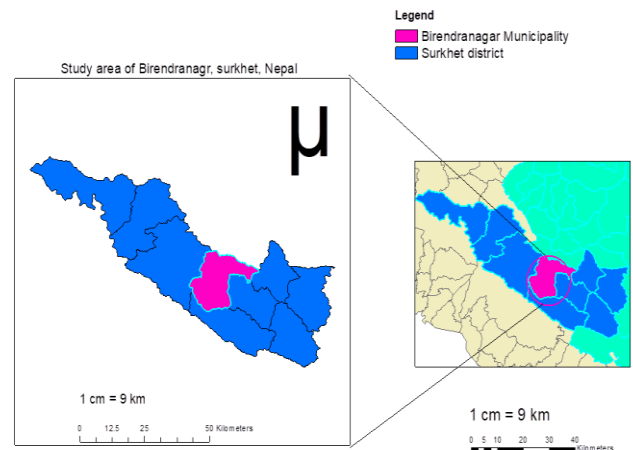 Legend
Birendranagar Municipality
Surkhet district
Study area of Birendranagr, surkhet, Nepal
µ
1 cm = 9 km
0 12.5 25 50 Kilometers
1 cm = 9 km
0 5 10 20 30 40 Kilometers